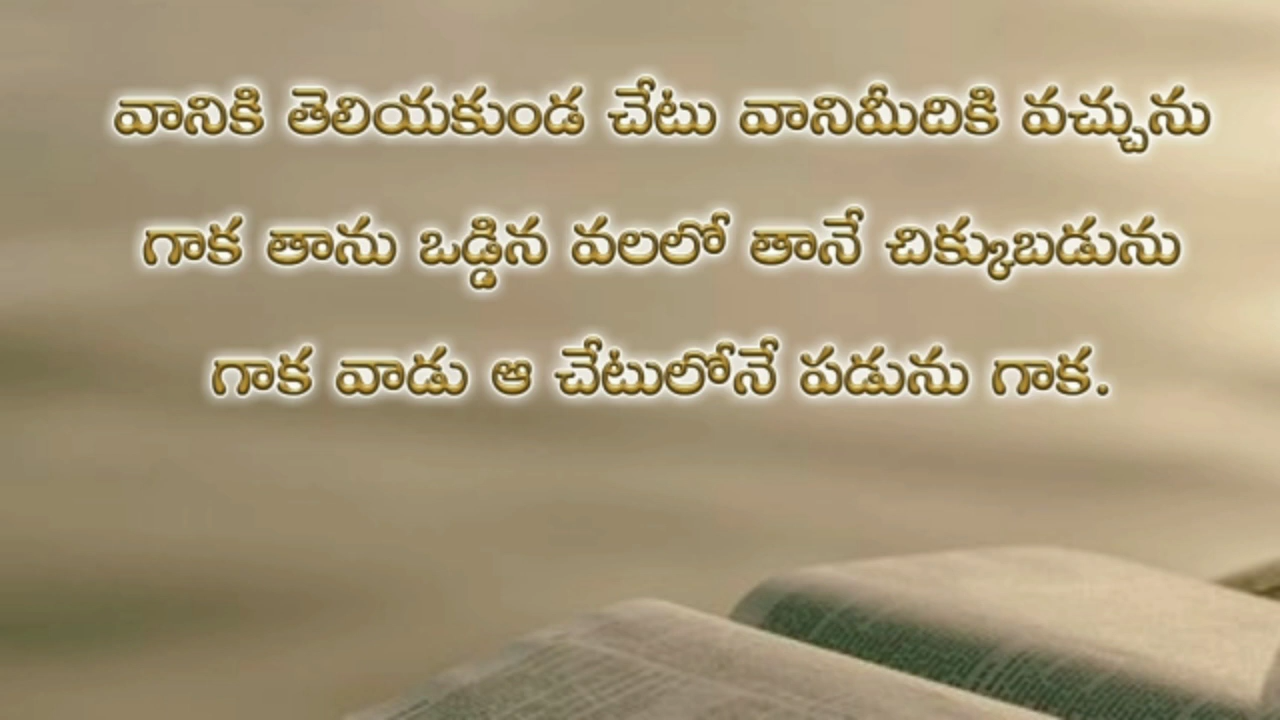 వానికి తెలియకుండ చేటు వానిమీదికి వచ్చును
గాక తాను ఒడ్డిన వలలో తానే చిక్కుబడును
గాక వాడు ఆ చేటులోనే పడును గాక.